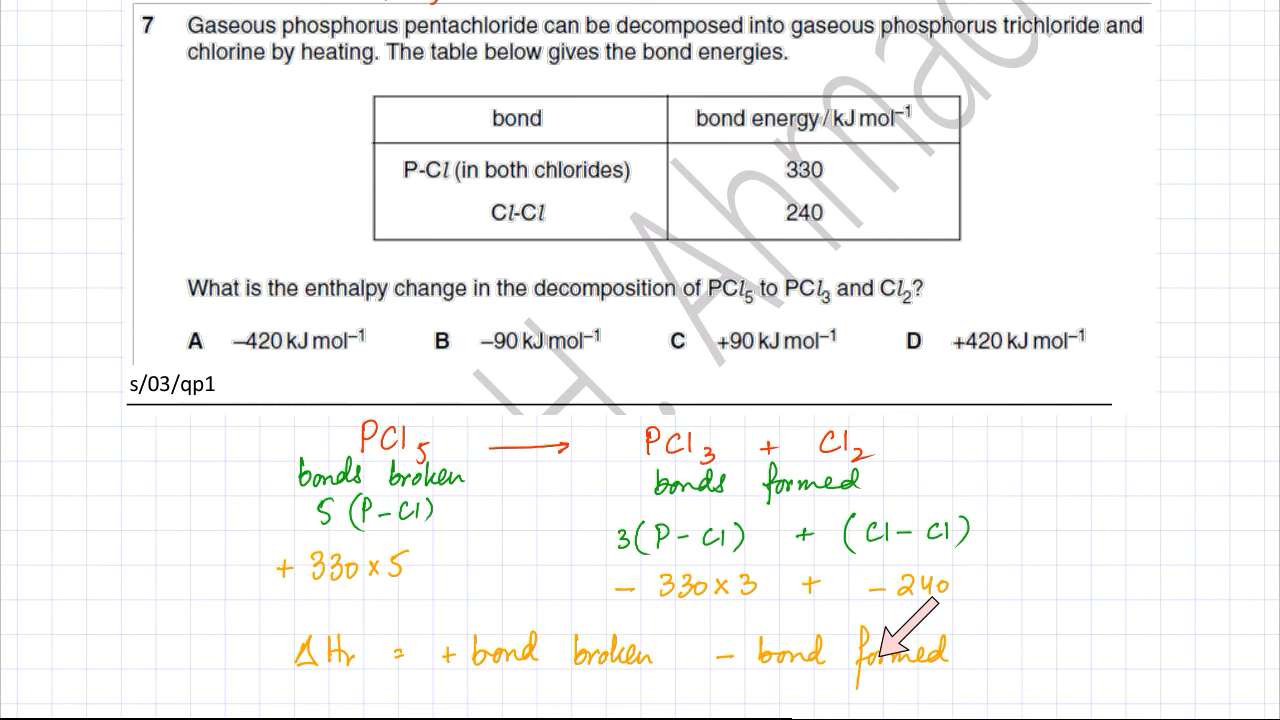 7 Gaseous phosphorus pentachloride can be decomposed into gaseous phosphorus trichloride and
chlorine by heating. The table below gives the bond energies.
bond bond energy / kJ mol⁻¹
P-Cl (in both chlorides) 330
Cl-Cl 240
What is the enthalpy change in the decomposition of PCl₅ to PCl₃ and Cl₂?
A –420 kJ mol⁻¹ B –90 kJ mol⁻¹ C +90 kJ mol⁻¹ D +420 kJ mol⁻¹
s/03/qp1
H. Ahmad
PCl₅ ⟶ PCl₃ + Cl₂
bonds broken bonds formed
5 (P-Cl) 3(P-Cl) + (Cl-Cl)
+ 330 × 5 - 330 × 3 + - 240
ΔHr = + bond broken - bond formed